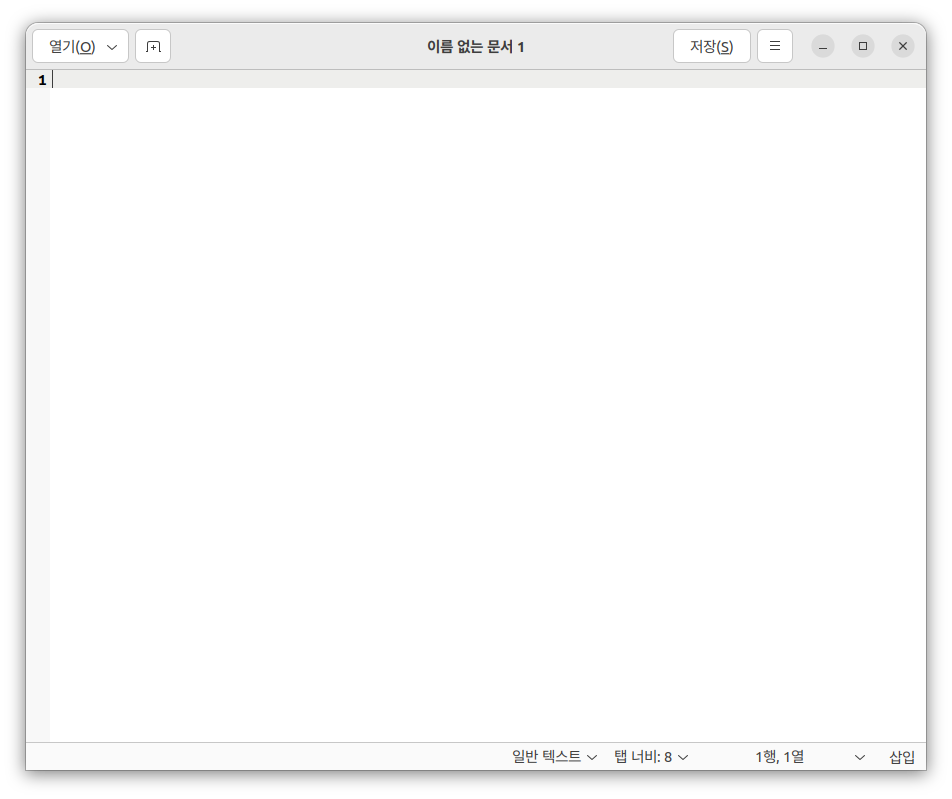 열기(O)
이름 없는 문서 1
저장(S)
1
일반 텍스트
탭 너비: 8
1행, 1열
삽입